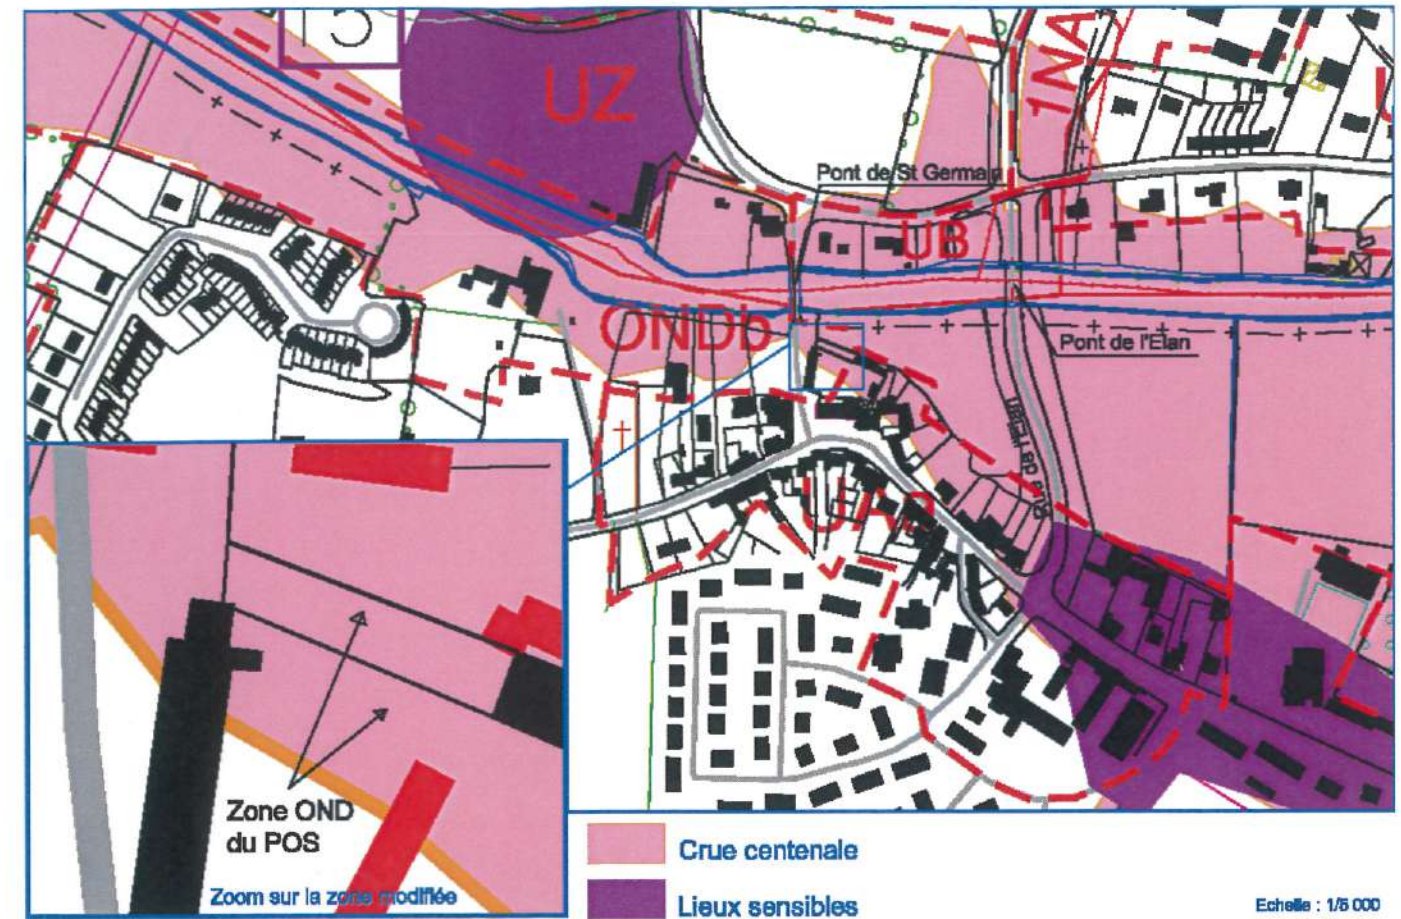 15
UZ
1NA
Pont de St Germain
UB
ONDb
Pont de l'Elan
Rue de l'Elan
Zone OND
du POS
Zoom sur la zone modifiée
Crue centenale
Lieux sensibles
Echelle : 1/5 000